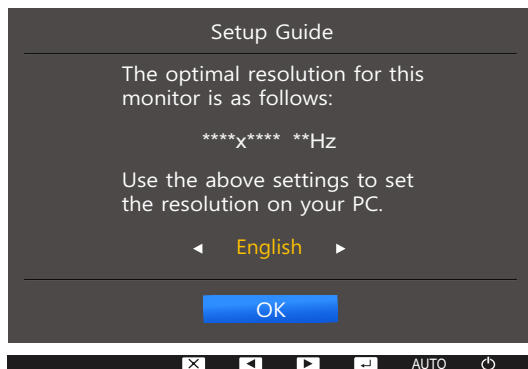 Setup Guide
The optimal resolution for this
monitor is as follows:
****x**** **Hz
Use the above settings to set
the resolution on your PC.
English
OK
AUTO